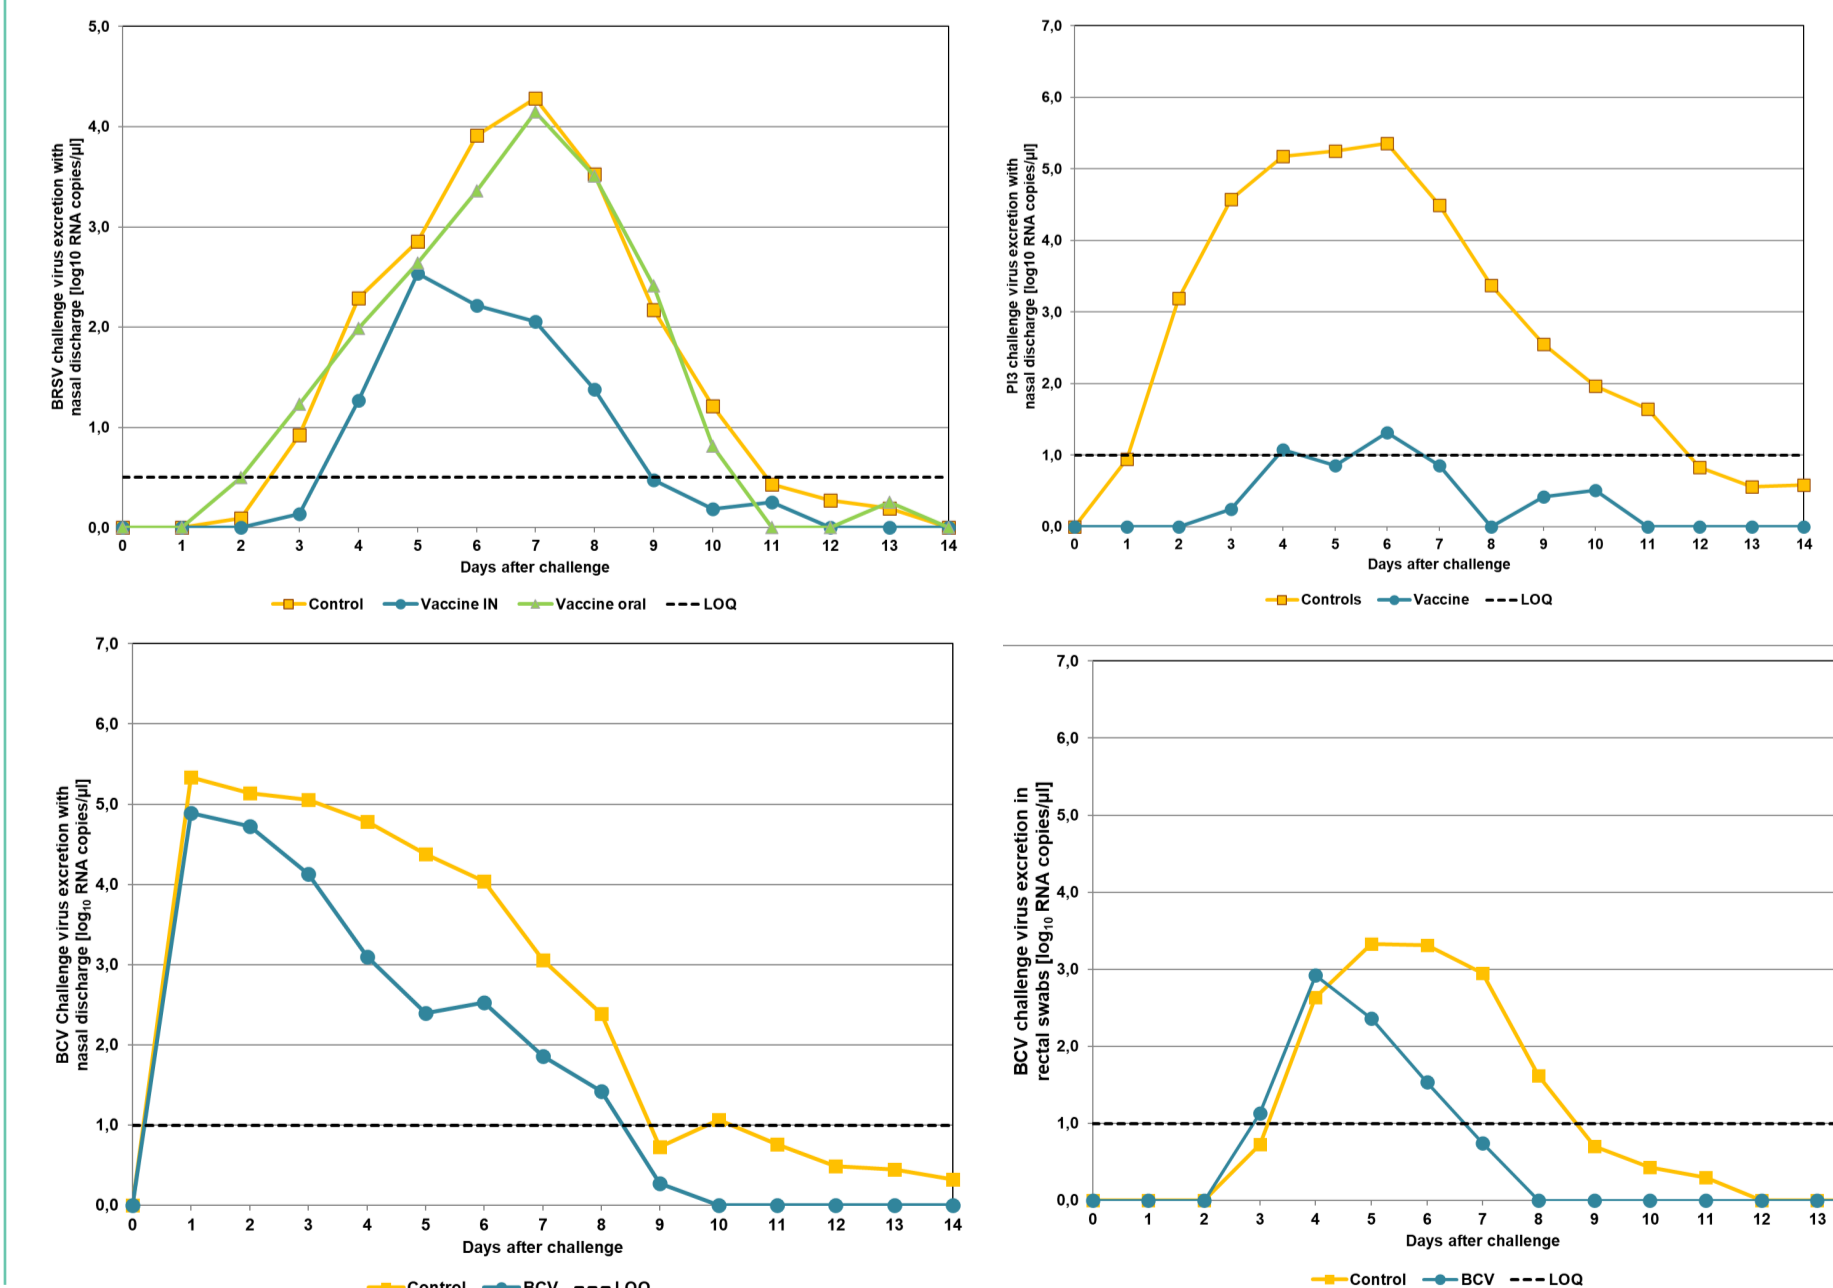 5,0
4,0
3,0
2,0
1,0
0,0
BRSV challenge virus excretion with
nasal discharge [log10 RNA copies/µl]
0 1 2 3 4 5 6 7 8 9 10 11 12 13 14
Days after challenge
Control Vaccine IN Vaccine oral LOQ
7,0
6,0
5,0
4,0
3,0
2,0
1,0
0,0
PI3 challenge virus excretion with
nasal discharge [log10 RNA copies/µl]
0 1 2 3 4 5 6 7 8 9 10 11 12 13 14
Days after challenge
Controls Vaccine LOQ
7,0
6,0
5,0
4,0
3,0
2,0
1,0
0,0
BCV Challenge virus excretion with
nasal discharge [log₁₀ RNA copies/µl]
0 1 2 3 4 5 6 7 8 9 10 11 12 13 14
Days after challenge
Control BCV LOQ
7,0
6,0
5,0
4,0
3,0
2,0
1,0
0,0
BCV challenge virus excretion in
rectal swabs [log₁₀ RNA copies/µl]
0 1 2 3 4 5 6 7 8 9 10 11 12 13
Days after challenge
Control BCV LOQ